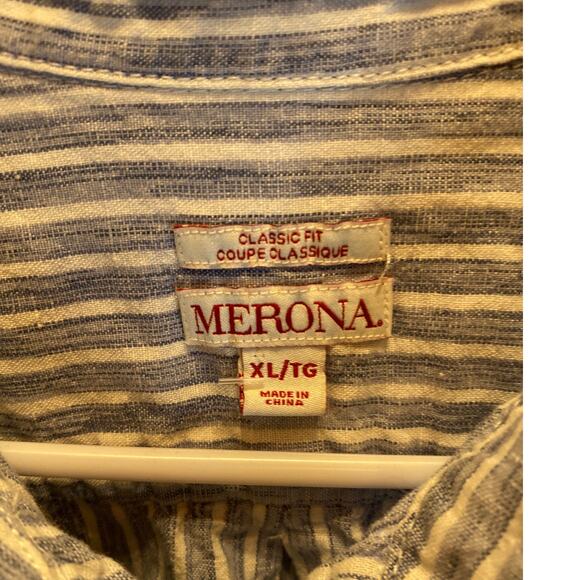 CLASSIC FIT
COUPE CLASSIQUE
MERONA.
XL/TG
MADE IN
CHINA